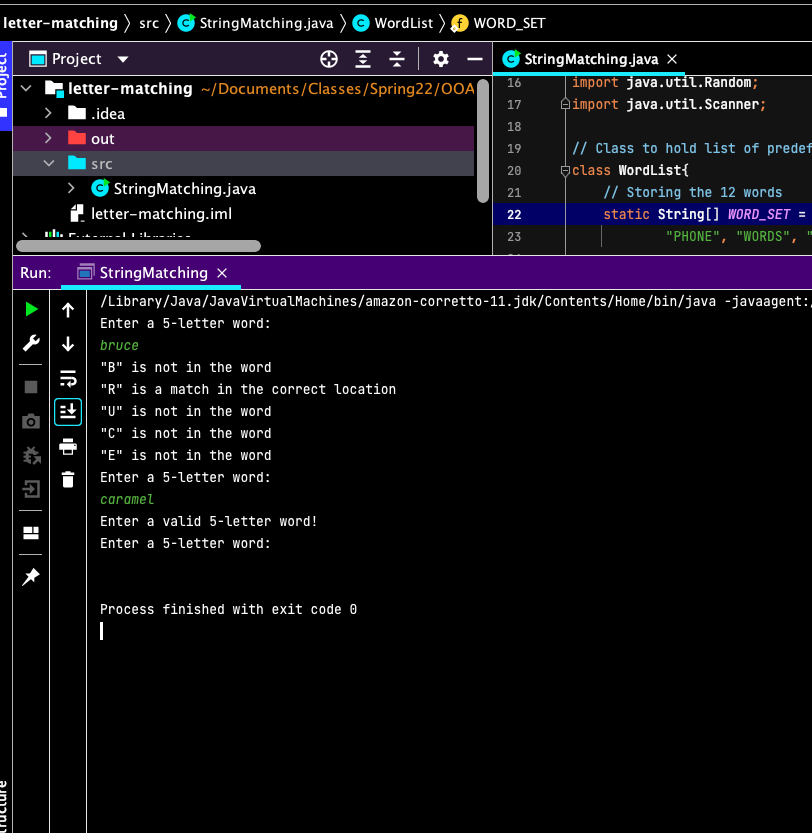 letter-matching 〉 src 〉 StringMatching.java 〉 WordList 〉 WORD_SET
Project
Project
StringMatching.java
letter-matching ~/Documents/Classes/Spring22/OOA
.idea
out
src
StringMatching.java
letter-matching.iml
External Libraries
16 import java.util.Random;
17 import java.util.Scanner;
18
19 // Class to hold list of predef
20 class WordList{
21 // Storing the 12 words
22 static String[] WORD_SET =
23 "PHONE", "WORDS", "
Run: StringMatching
/Library/Java/JavaVirtualMachines/amazon-corretto-11.jdk/Contents/Home/bin/java -javaagent:/
Enter a 5-letter word:
bruce
"B" is not in the word
"R" is a match in the correct location
"U" is not in the word
"C" is not in the word
"E" is not in the word
Enter a 5-letter word:
caramel
Enter a valid 5-letter word!
Enter a 5-letter word:
Process finished with exit code 0
ructure